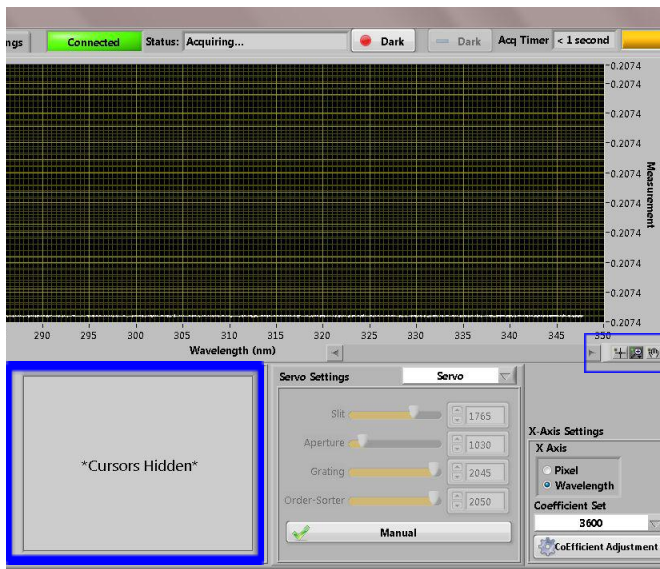 ngs Connected Status: Acquiring... Dark Dark Acq Timer < 1 second
-0.2074
-0.2074
-0.2074
-0.2074
-0.2074
-0.2074
-0.2074
-0.2074
-0.2074
-0.2074
Measurement
290 295 300 305 310 315 320 325 330 335 340 345 350
Wavelength (nm)
*Cursors Hidden*
Servo Settings Servo
Slit 1765
Aperture 1030
Grating 2045
Order-Sorter 2050
Manual
X-Axis Settings
X Axis
Pixel
Wavelength
Coefficient Set
3600
CoEfficient Adjustment